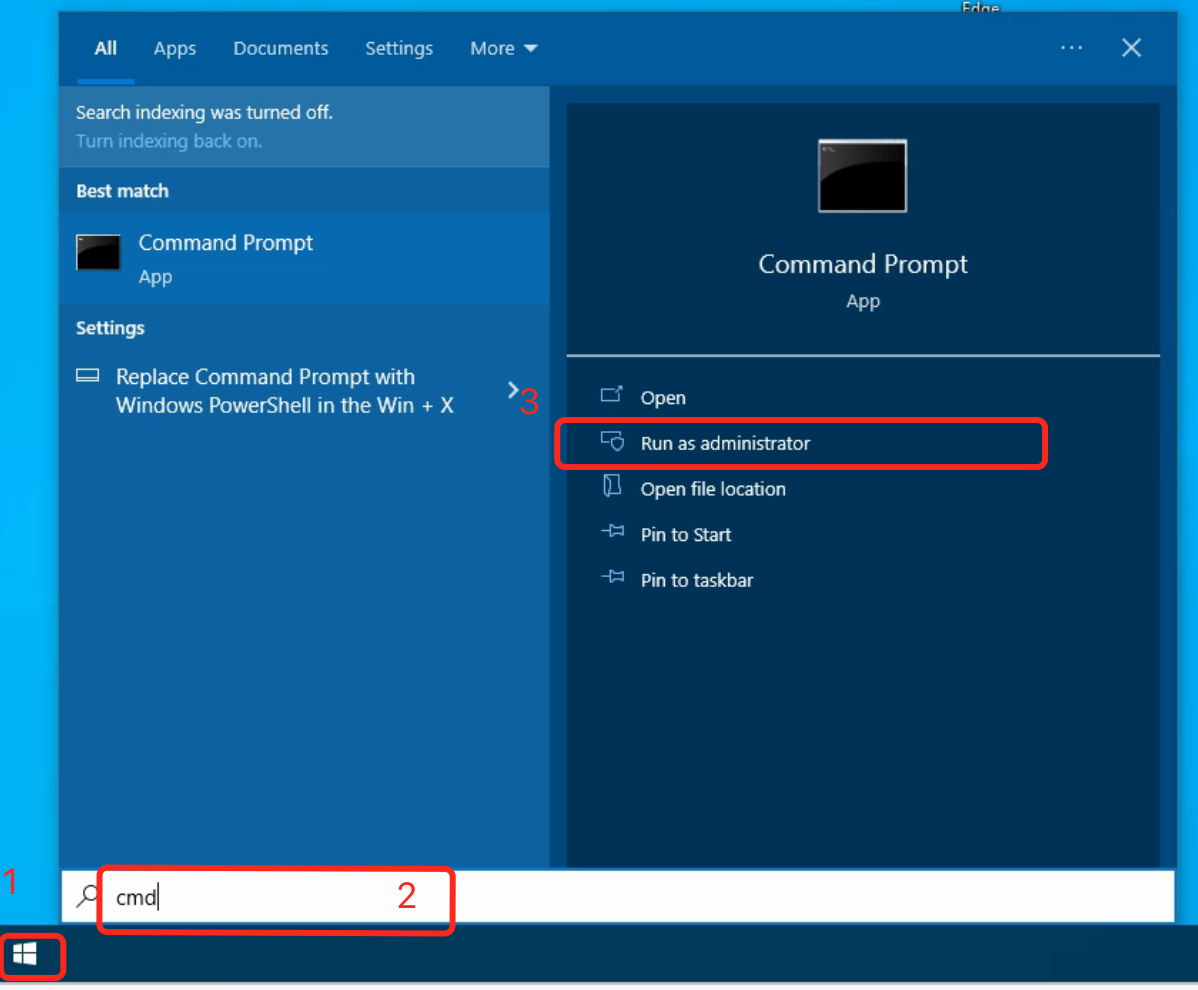 Edge
All Apps Documents Settings More
Search indexing was turned off.
Turn indexing back on.
Best match
Command Prompt
App
Settings
Replace Command Prompt with
Windows PowerShell in the Win + X
3
Command Prompt
App
Open
Run as administrator
Open file location
Pin to Start
Pin to taskbar
1
cmd
2